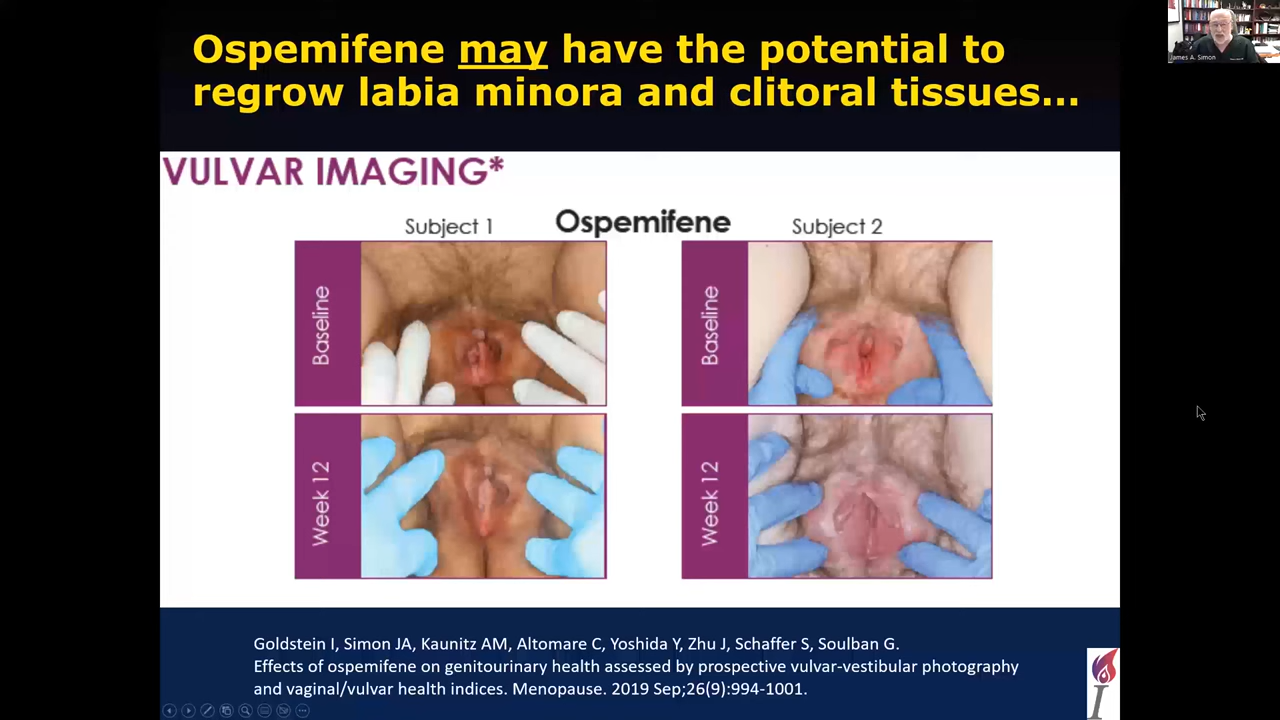 Ospemifene may have the potential to
regrow labia minora and clitoral tissues...
James A. Simon
VULVAR IMAGING*
Ospemifene
Subject 1
Subject 2
Baseline
Baseline
Week 12
Week 12
Goldstein I, Simon JA, Kaunitz AM, Altomare C, Yoshida Y, Zhu J, Schaffer S, Soulban G.
Effects of ospemifene on genitourinary health assessed by prospective vulvar-vestibular photography
and vaginal/vulvar health indices. Menopause. 2019 Sep;26(9):994-1001.
I